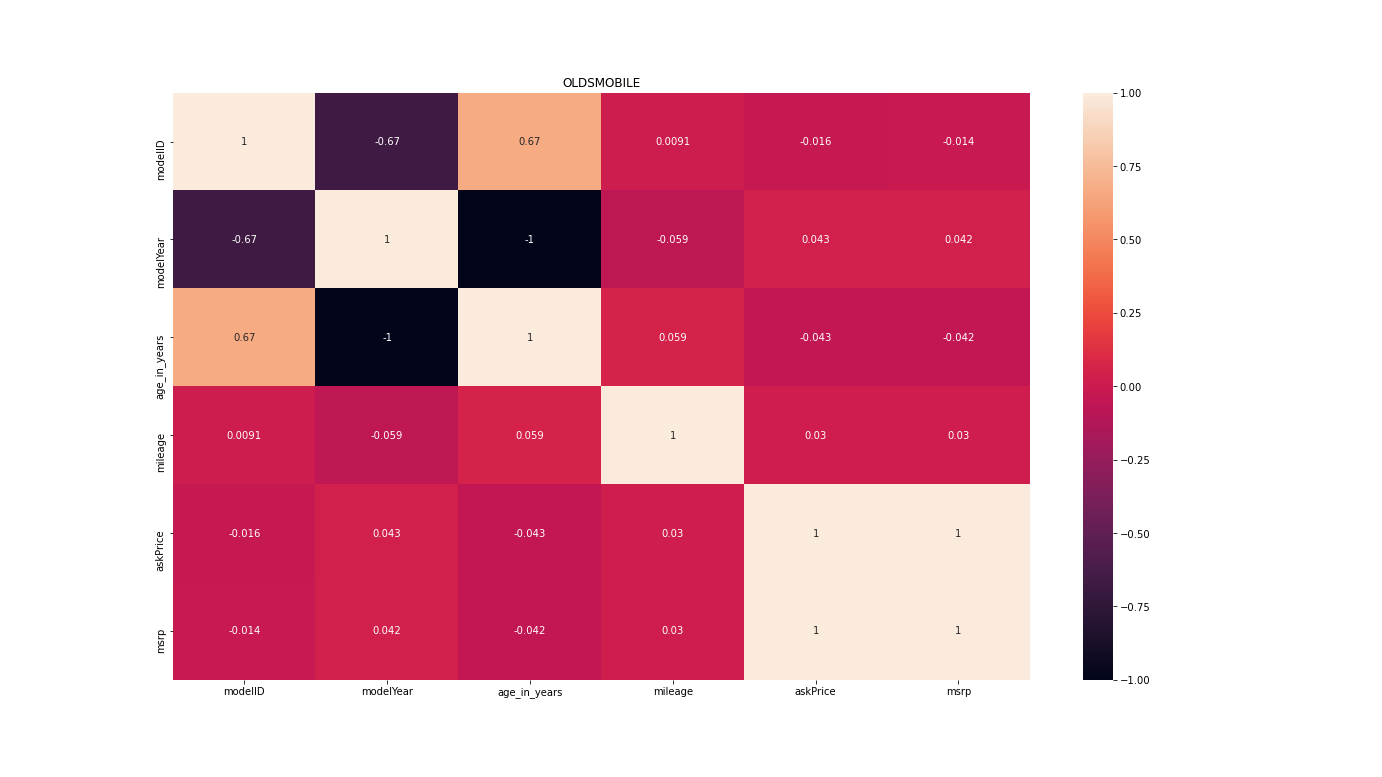 OLDSMOBILE
modelID 1 -0.67 0.67 0.0091 -0.016 -0.014
modelYear -0.67 1 -1 -0.059 0.043 0.042
age_in_years 0.67 -1 1 0.059 -0.043 -0.042
mileage 0.0091 -0.059 0.059 1 0.03 0.03
askPrice -0.016 0.043 -0.043 0.03 1 1
msrp -0.014 0.042 -0.042 0.03 1 1
modelID modelYear age_in_years mileage askPrice msrp
1.00
0.75
0.50
0.25
0.00
−0.25
−0.50
−0.75
−1.00